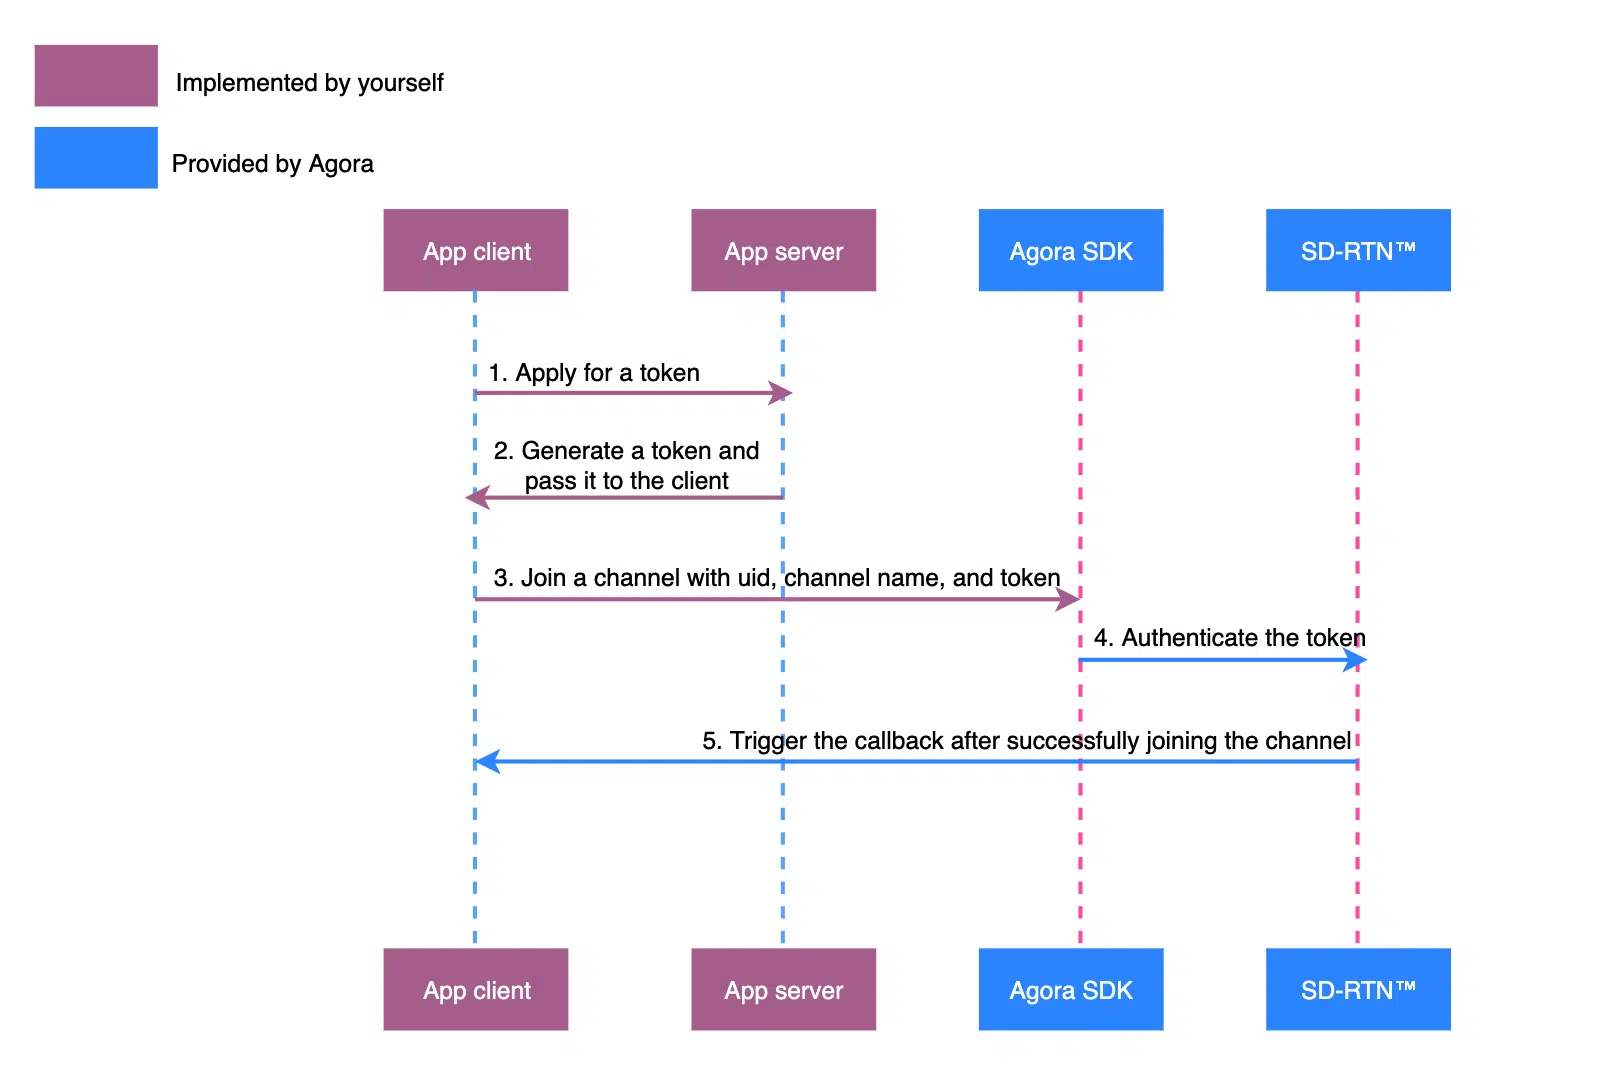 Implemented by yourself
Provided by Agora
App client
App server
Agora SDK
SD-RTN™
1. Apply for a token
2. Generate a token and
pass it to the client
3. Join a channel with uid, channel name, and token
4. Authenticate the token
5. Trigger the callback after successfully joining the channel
App client
App server
Agora SDK
SD-RTN™